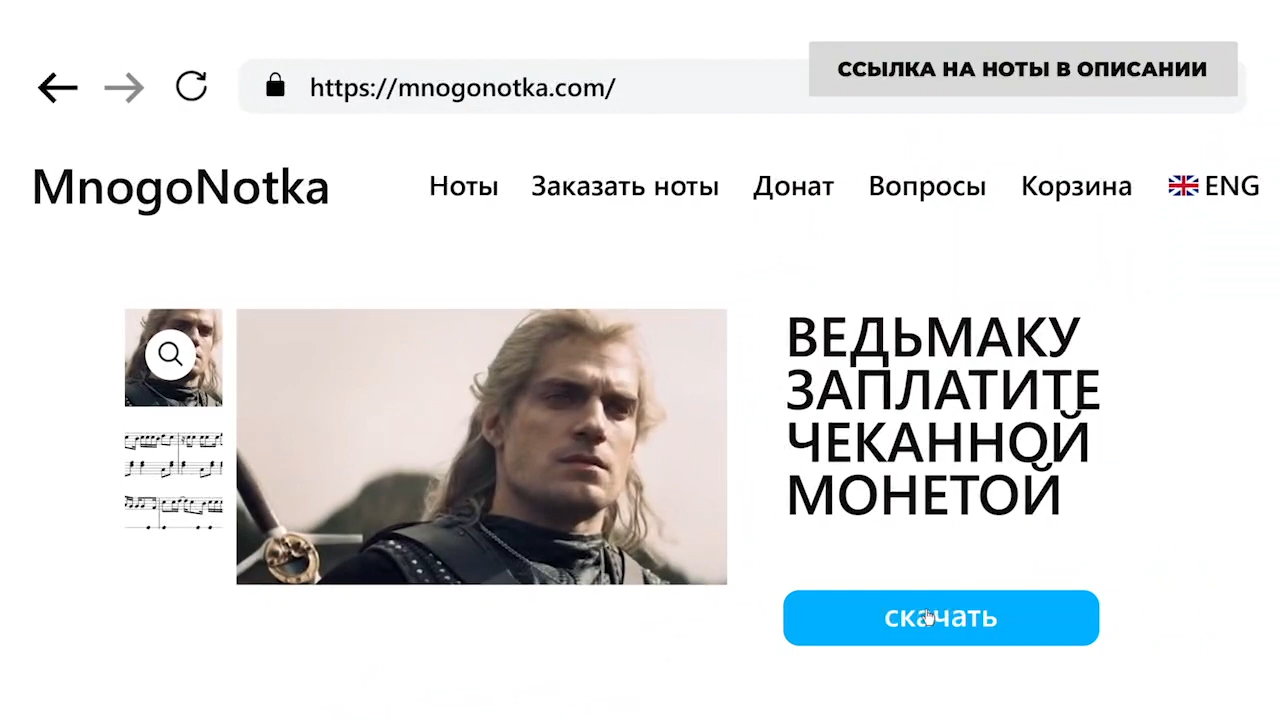 ССЫЛКА НА НОТЫ В ОПИСАНИИ
https://mnogonotka.com/
MnogoNotka
Ноты Заказать ноты Донат Вопросы Корзина ENG
ВЕДЬМАКУ
ЗАПЛАТИТЕ
ЧЕКАННОЙ
МОНЕТОЙ
скачать